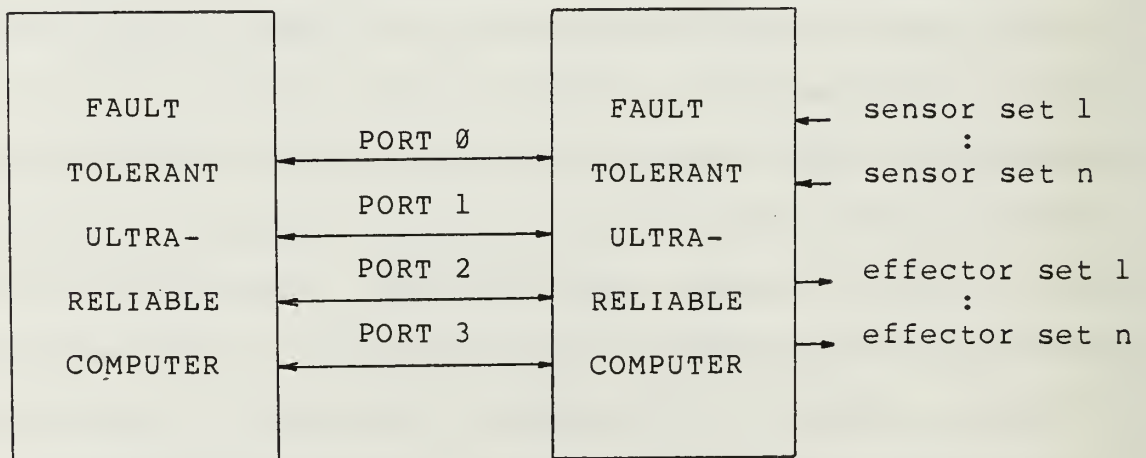 FAULT
TOLERANT
ULTRA-
RELIABLE
COMPUTER
PORT 0
PORT 1
PORT 2
PORT 3
FAULT
TOLERANT
ULTRA-
RELIABLE
COMPUTER
sensor set 1
:
sensor set n
effector set 1
:
effector set n